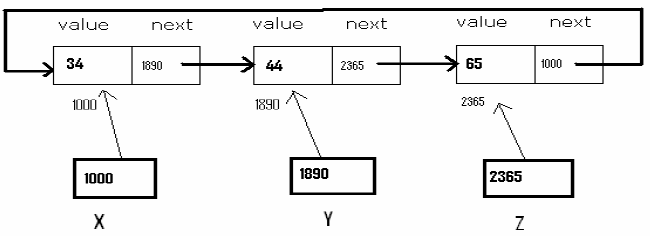 value next value next value next
34 1890 44 2365 65 1000
1000 1890 2365
1000 1890 2365
X Y Z